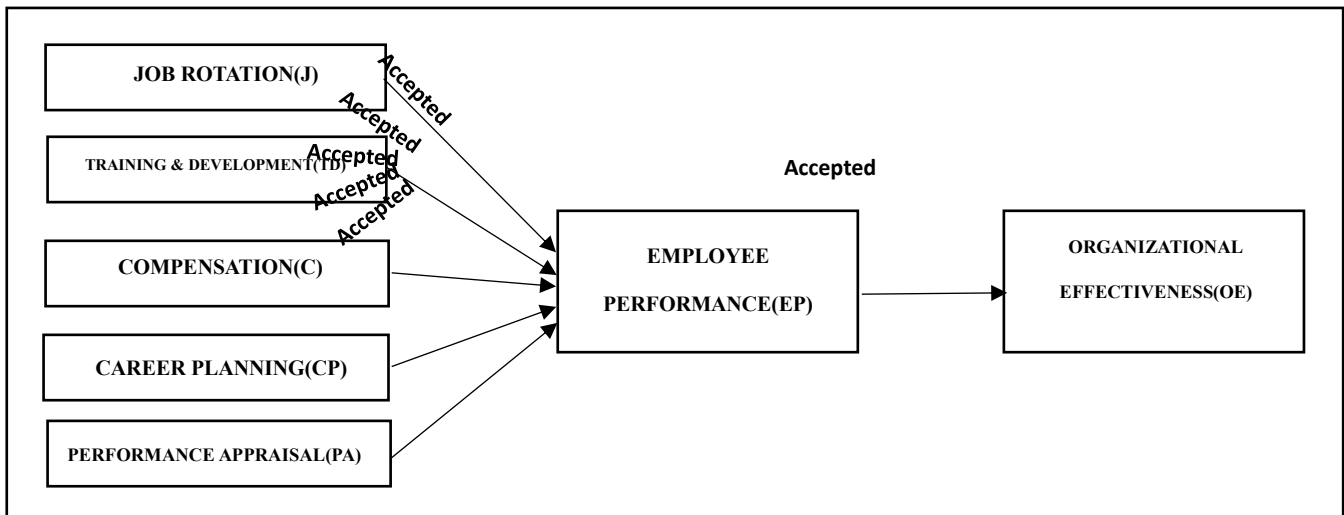 JOB ROTATION(J)
Accepted
Accepted
TRAINING & DEVELOPMENT(TD)
Accepted
Accepted
Accepted
COMPENSATION(C)
CAREER PLANNING(CP)
PERFORMANCE APPRAISAL(PA)
EMPLOYEE
PERFORMANCE(EP)
Accepted
ORGANIZATIONAL
EFFECTIVENESS(OE)